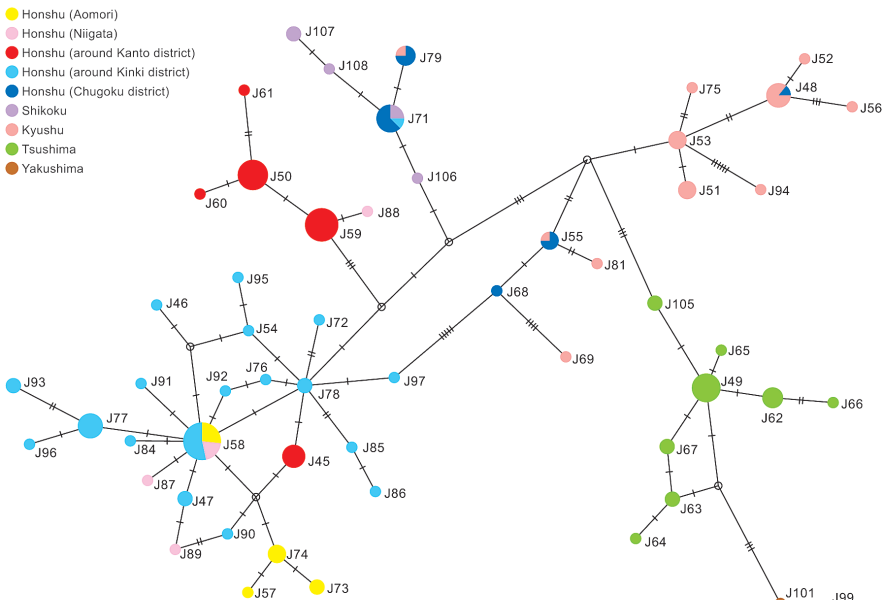 Honshu (Aomori)
Honshu (Niigata)
Honshu (around Kanto district)
Honshu (around Kinki district)
Honshu (Chugoku district)
Shikoku
Kyushu
Tsushima
Yakushima
J107
J108
J79
J71
J106
J61
J50
J60
J59
J88
J52
J48
J56
J75
J53
J51
J94
J55
J81
J68
J69
J105
J65
J49
J62
J66
J67
J63
J64
J101
J99
J95
J46
J54
J72
J76
J92
J91
J78
J97
J93
J77
J96
J84
J58
J87
J47
J89
J90
J45
J85
J86
J74
J57
J73